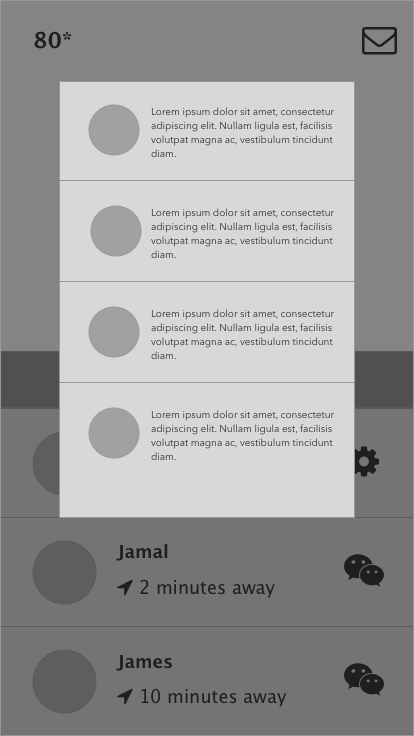 80*
Lorem ipsum dolor sit amet, consectetur
adipiscing elit. Nullam ligula est, facilisis
volutpat magna ac, vestibulum tincidunt
diam.
Lorem ipsum dolor sit amet, consectetur
adipiscing elit. Nullam ligula est, facilisis
volutpat magna ac, vestibulum tincidunt
diam.
Lorem ipsum dolor sit amet, consectetur
adipiscing elit. Nullam ligula est, facilisis
volutpat magna ac, vestibulum tincidunt
diam.
Lorem ipsum dolor sit amet, consectetur
adipiscing elit. Nullam ligula est, facilisis
volutpat magna ac, vestibulum tincidunt
diam.
Jamal
2 minutes away
James
10 minutes away